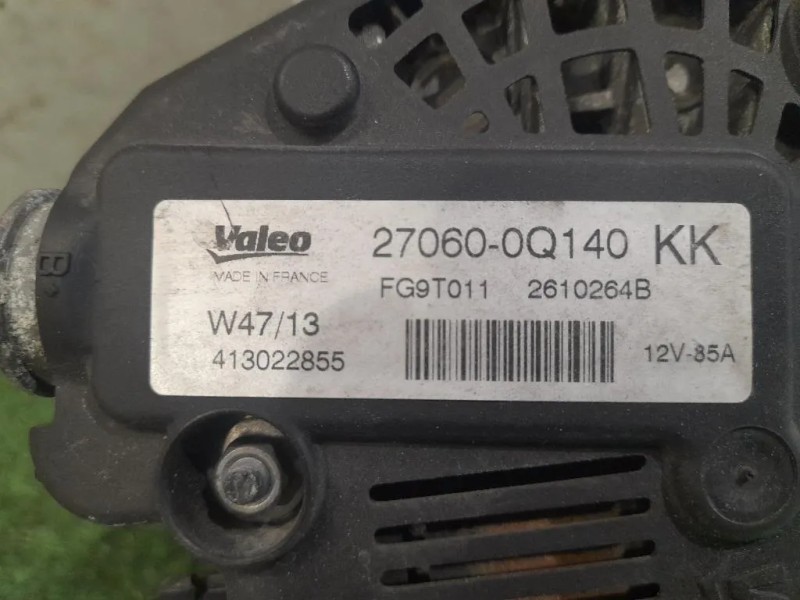 Valeo 27060-0Q140 KK
MADE IN FRANCE FG9T011 2610264B
W47/13
413022855 12V-85A
B